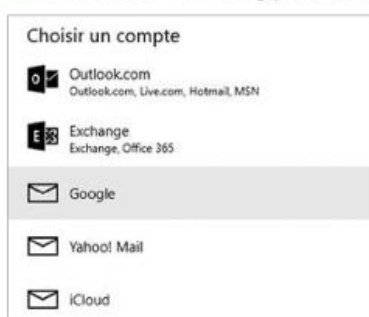 Choisir un compte
Outlook.com
Outlook.com, Live.com, Hotmail, MSN
Exchange
Exchange, Office 365
Google
Yahoo! Mail
iCloud